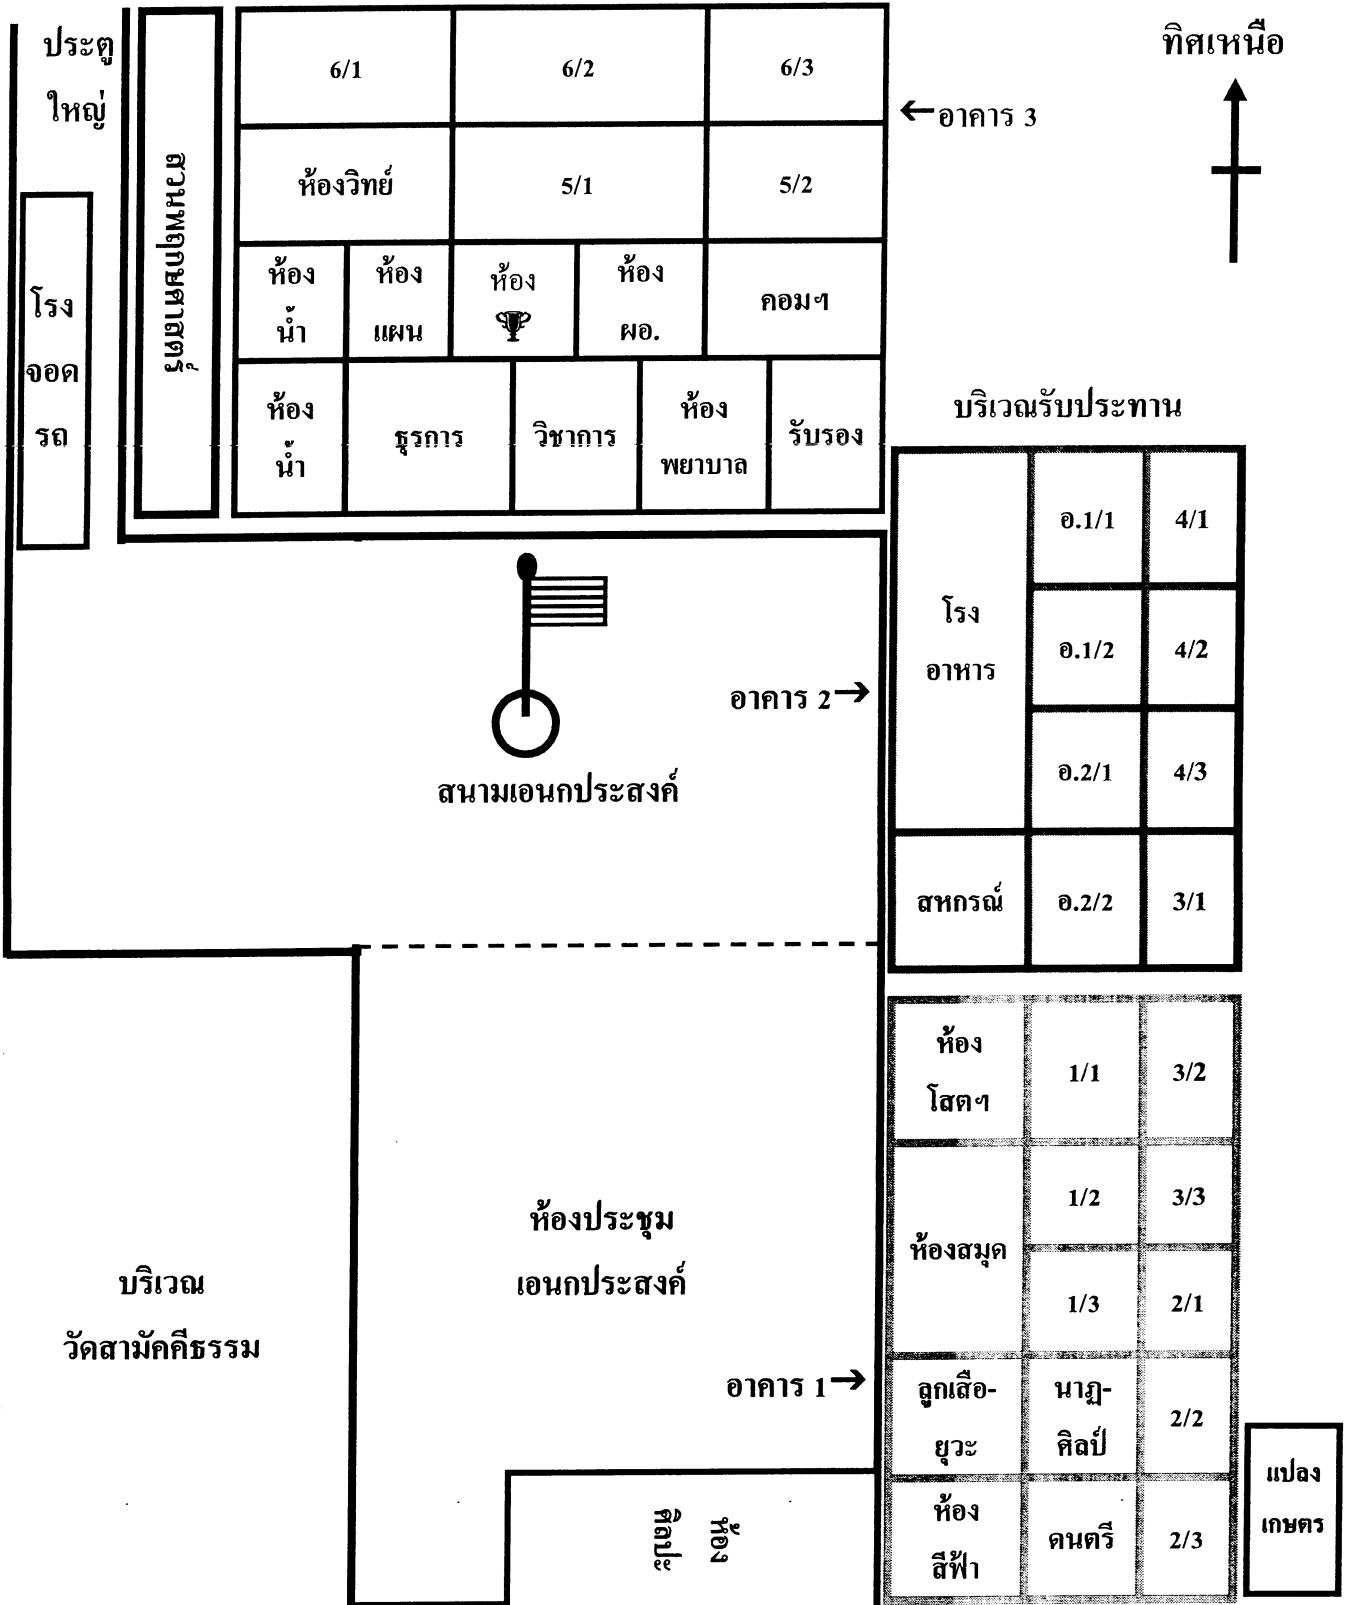 ประตู
ใหญ่
6/1
6/2
6/3
ทิศเหนือ
←อาคาร 3
สวนพฤกษศาสตร์
ห้องวิทย์
5/1
5/2
โรง
จอด
รถ
ห้อง
น้ำ
ห้อง
แผน
ห้อง
ห้อง
ผอ.
คอมฯ
ห้อง
น้ำ
ธุรการ
วิชาการ
ห้อง
พยาบาล
รับรอง
บริเวณรับประทาน
โรง
อาหาร
อ.1/1
4/1
อ.1/2
4/2
อ.2/1
4/3
สหกรณ์
อ.2/2
3/1
อาคาร 2→
สนามเอนกประสงค์
ห้อง
โสตฯ
1/1
3/2
ห้องสมุด
1/2
3/3
1/3
2/1
ห้องประชุม
เอนกประสงค์
บริเวณ
วัดสามัคคีธรรม
อาคาร 1→
ลูกเสือ-
ยุวะ
นาฏ-
ศิลป์
2/2
ห้อง
สีฟ้า
ดนตรี
2/3
แปลง
เกษตร
ห้อง
ศิลปะ